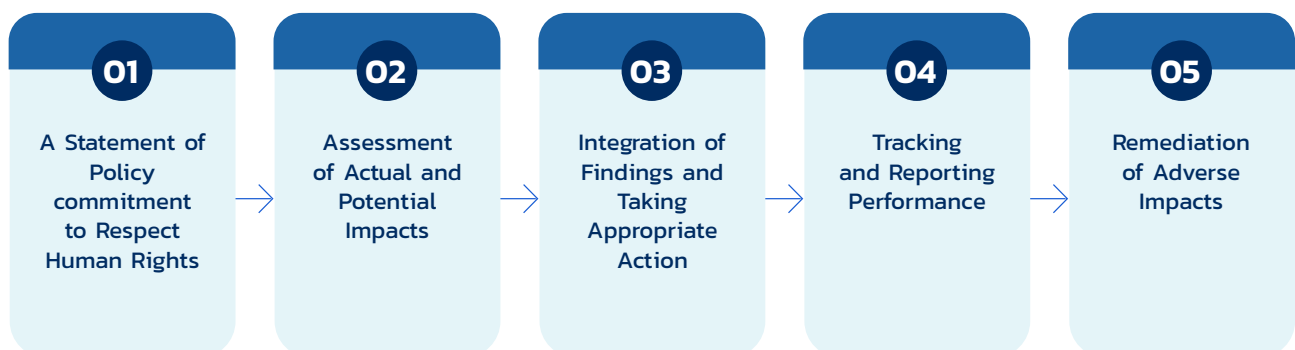 01
A Statement of
Policy
commitment
to Respect
Human Rights
02
Assessment
of Actual and
Potential
Impacts
03
Integration of
Findings and
Taking
Appropriate
Action
04
Tracking
and Reporting
Performance
05
Remediation
of Adverse
Impacts